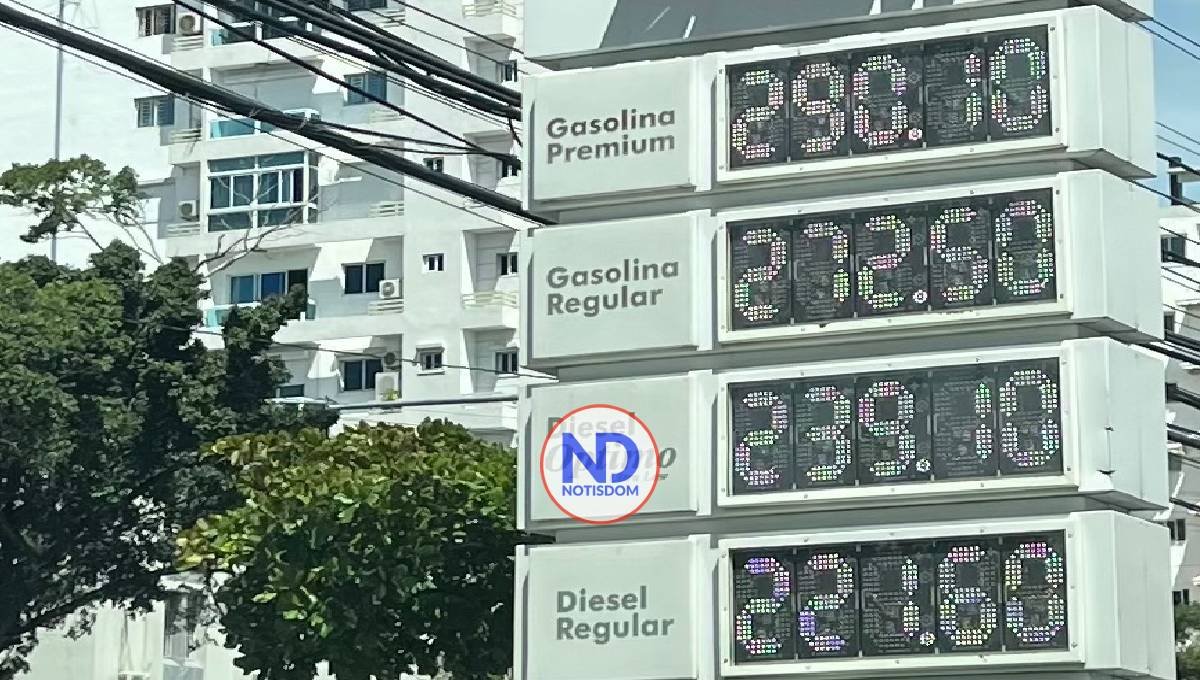 Gasolina
Premium
290.10
Gasolina
Regular
272.50
Diesel
239.10
ND
NOTISDOM
Diesel
Regular
221.60